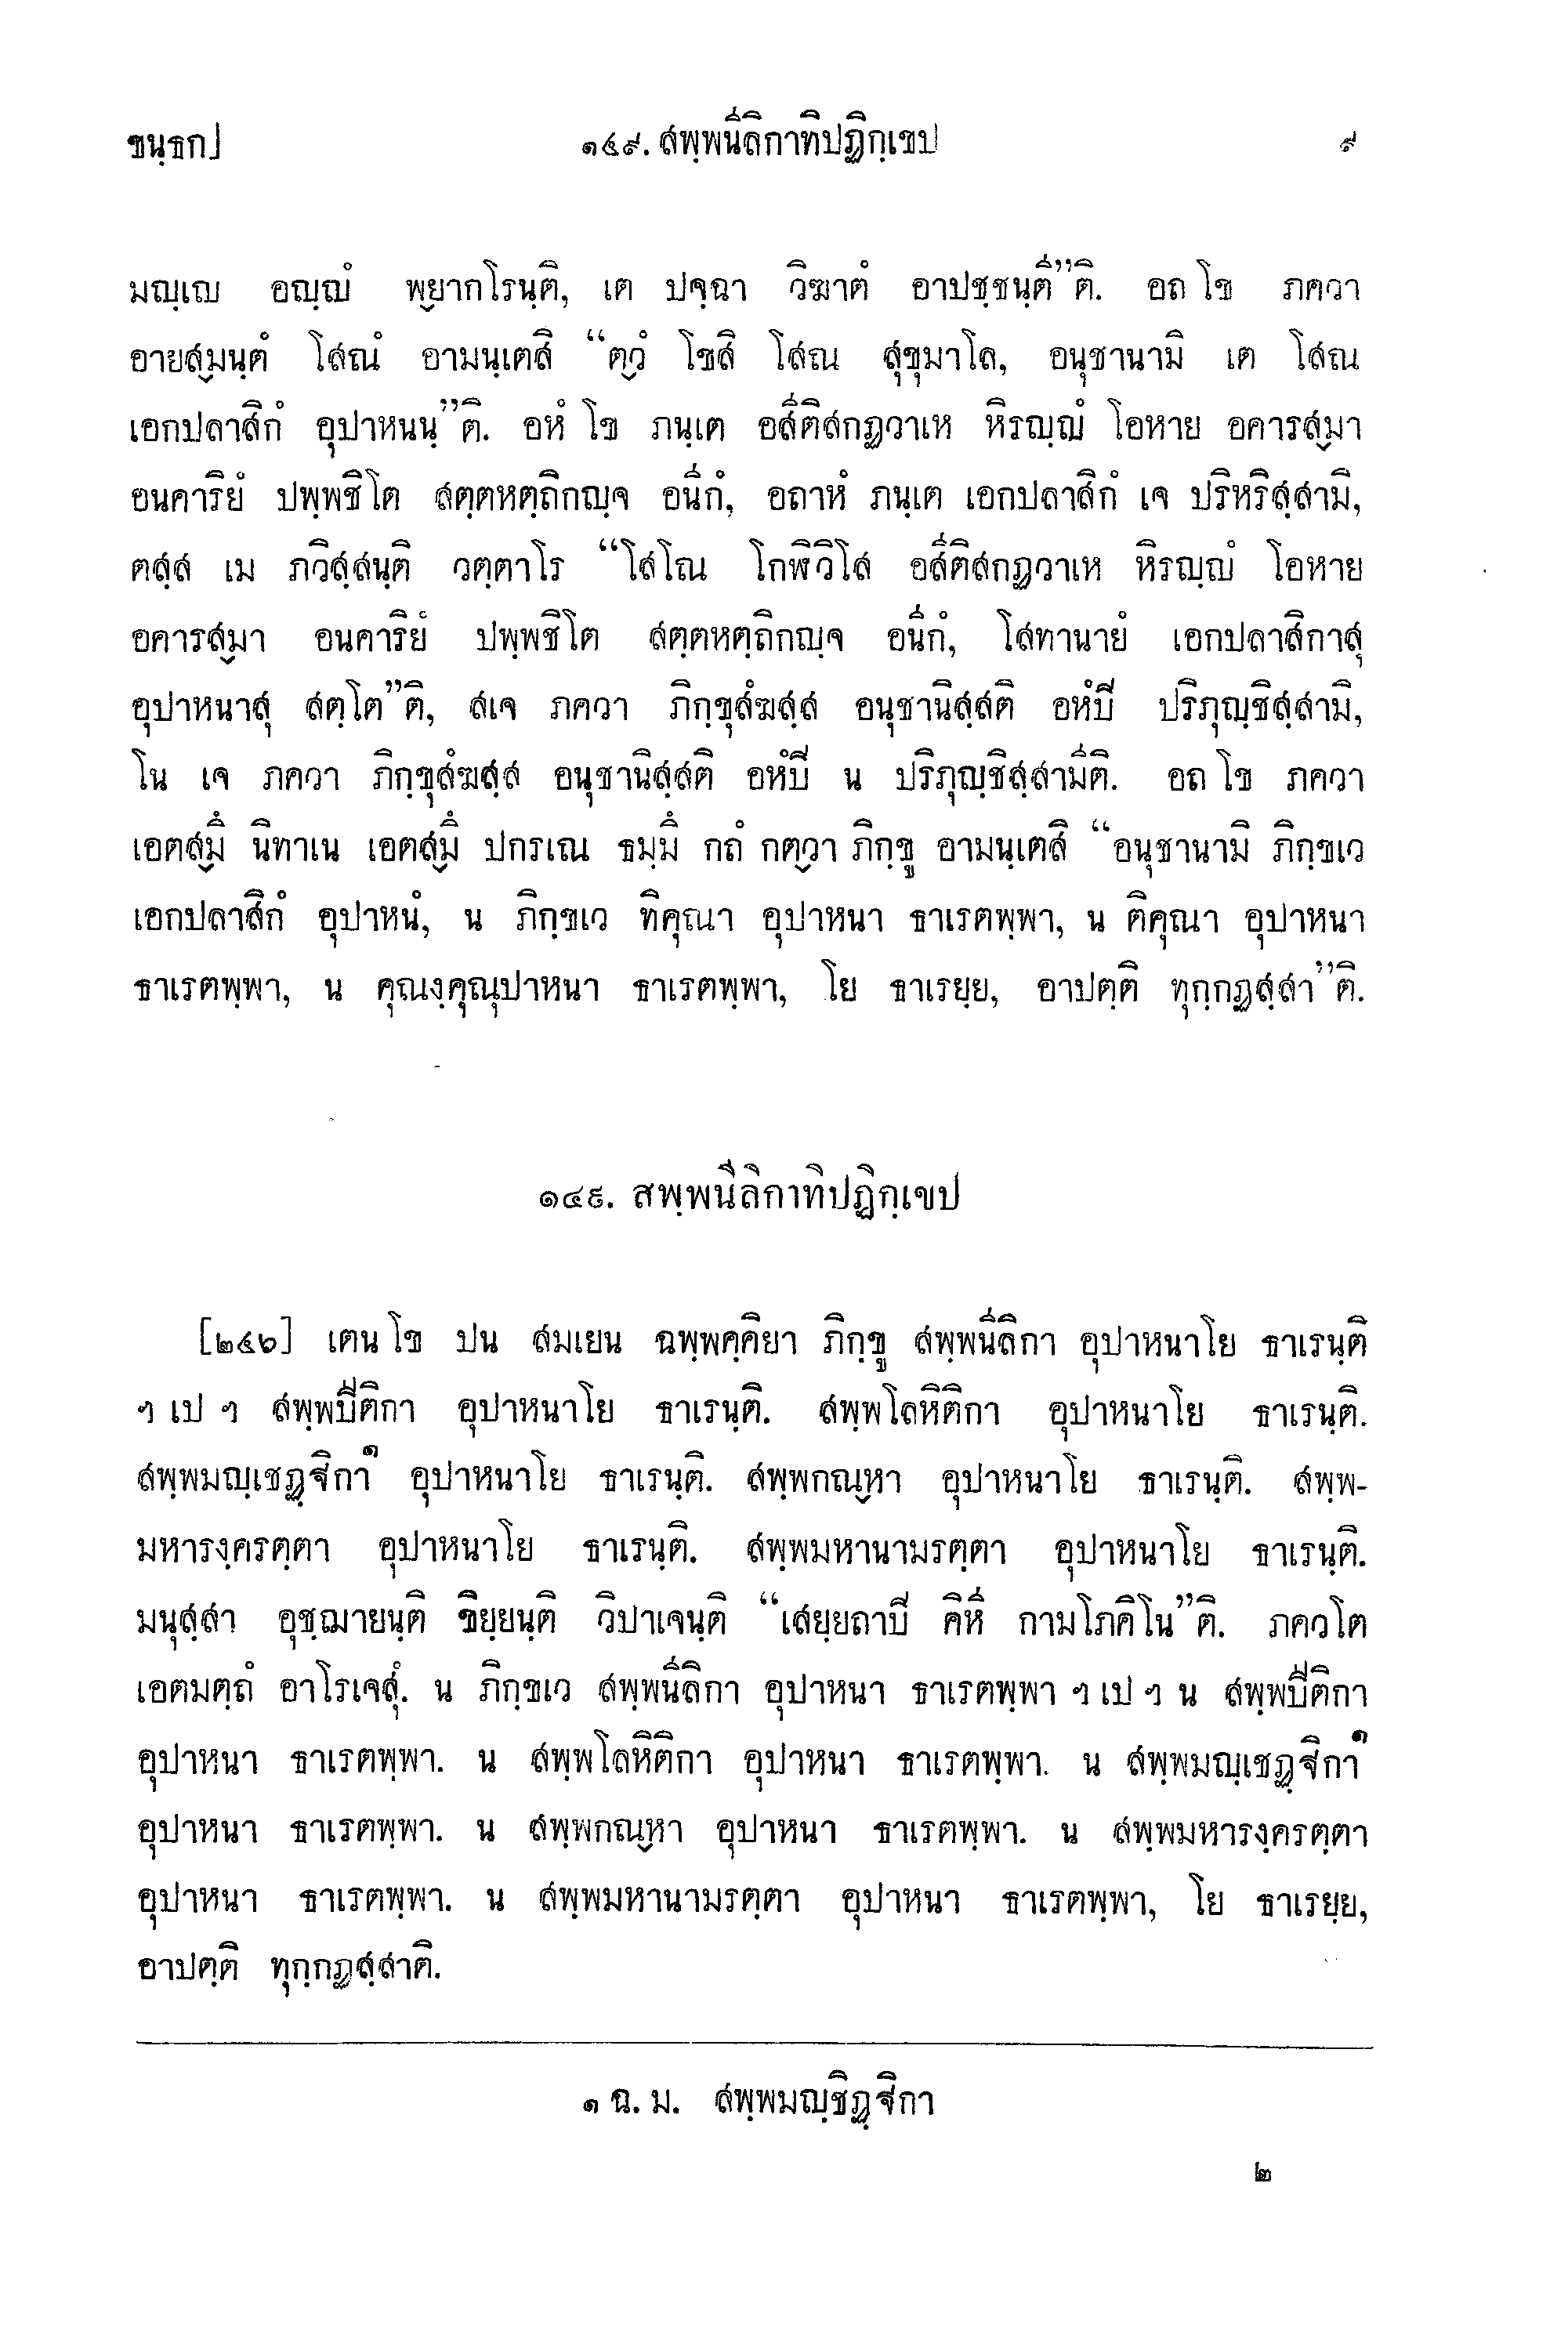 ขนฺธก]
๑๔๙. สพฺพนีลิกาทิปฏิกฺเขป
๙
มญฺเญ อญฺญํ พฺยากโรนฺติ, เต ปจฺฉา วิฆาตํ อาปชฺชนฺตี”ติ. อถ โข ภควา
อายสฺมนฺตํ โสณํ อามนฺเตสิ “ตฺวํ โขสิ โสณ สุขุมาโล, อนุชานามิ เต โสณ
เอกปลาสิกํ อุปาหนนฺ”ติ. อหํ โข ภนฺเต อสีติสกฏวาเห หิรญฺญํ โอหาย อคารสฺมา
อนคาริยํ ปพฺพชิโต สตฺตหตฺถิกญฺจ อนีกํ, อถาหํ ภนฺเต เอกปลาสิกํ เจ ปริหริสฺสามิ,
ตสฺส เม ภวิสฺสนฺติ วตฺตาโร “โสโณ โกฬิวิโส อสีติสกฏวาเห หิรญฺญํ โอหาย
อคารสฺมา อนคาริยํ ปพฺพชิโต สตฺตหตฺถิกญฺจ อนีกํ, โสทานายํ เอกปลาสิกาสุ
อุปาหนาสุ สตฺโต”ติ, สเจ ภควา ภิกฺขุสํฆสฺส อนุชานิสฺสติ อหํปี ปริภุญฺชิสฺสามิ,
โน เจ ภควา ภิกฺขุสํฆสฺส อนุชานิสฺสติ อหํปี น ปริภุญฺชิสฺสามีติ. อถ โข ภควา
เอตสฺมึ นิทาเน เอตสฺมึ ปกรเณ ธมฺมึ กถํ กตฺวา ภิกฺขู อามนฺเตสิ “อนุชานามิ ภิกฺขเว
เอกปลาสิกํ อุปาหนํ, น ภิกฺขเว ทิคุณา อุปาหนา ธาเรตพฺพา, น ติคุณา อุปาหนา
ธาเรตพฺพา, น คุณงฺคุณุปาหนา ธาเรตพฺพา, โย ธาเรยฺย, อาปตฺติ ทุกฺกฏสฺสา”ติ.
๑๔๙. สพฺพนีลิกาทิปฏิกฺเขป
[๒๔๖] เตน โข ปน สมเยน ฉพฺพคฺคิยา ภิกฺขู สพฺพนีลิกา อุปาหนาโย ธาเรนฺติ
ฯ เป ฯ สพฺพปีติกา อุปาหนาโย ธาเรนฺติ. สพฺพโลหิติกา อุปาหนาโย ธาเรนฺติ.
สพฺพมญฺเชฏฺฐิกา๑ อุปาหนาโย ธาเรนฺติ. สพฺพกณฺหา อุปาหนาโย ธาเรนฺติ. สพฺพ-
มหารงฺครตฺตา อุปาหนาโย ธาเรนฺติ. สพฺพมหานามรตฺตา อุปาหนาโย ธาเรนฺติ.
มนุสฺสา อุชฺฌายนฺติ ขิยฺยนฺติ วิปาเจนฺติ “เสยฺยถาปี คิหี กามโภคิโน”ติ. ภควโต
เอตมตฺถํ อาโรเจสุํ. น ภิกฺขเว สพฺพนีลิกา อุปาหนา ธาเรตพฺพา ฯ เป ฯ น สพฺพปีติกา
อุปาหนา ธาเรตพฺพา. น สพฺพโลหิติกา อุปาหนา ธาเรตพฺพา. น สพฺพมญฺเชฏฺฐิกา๑
อุปาหนา ธาเรตพฺพา. น สพฺพกณฺหา อุปาหนา ธาเรตพฺพา. น สพฺพมหารงฺครตฺตา
อุปาหนา ธาเรตพฺพา. น สพฺพมหานามรตฺตา อุปาหนา ธาเรตพฺพา, โย ธาเรยฺย,
อาปตฺติ ทุกฺกฏสฺสาติ.
๑ ฉ. ม. สพฺพมญฺชิฏฺฐิกา
๒